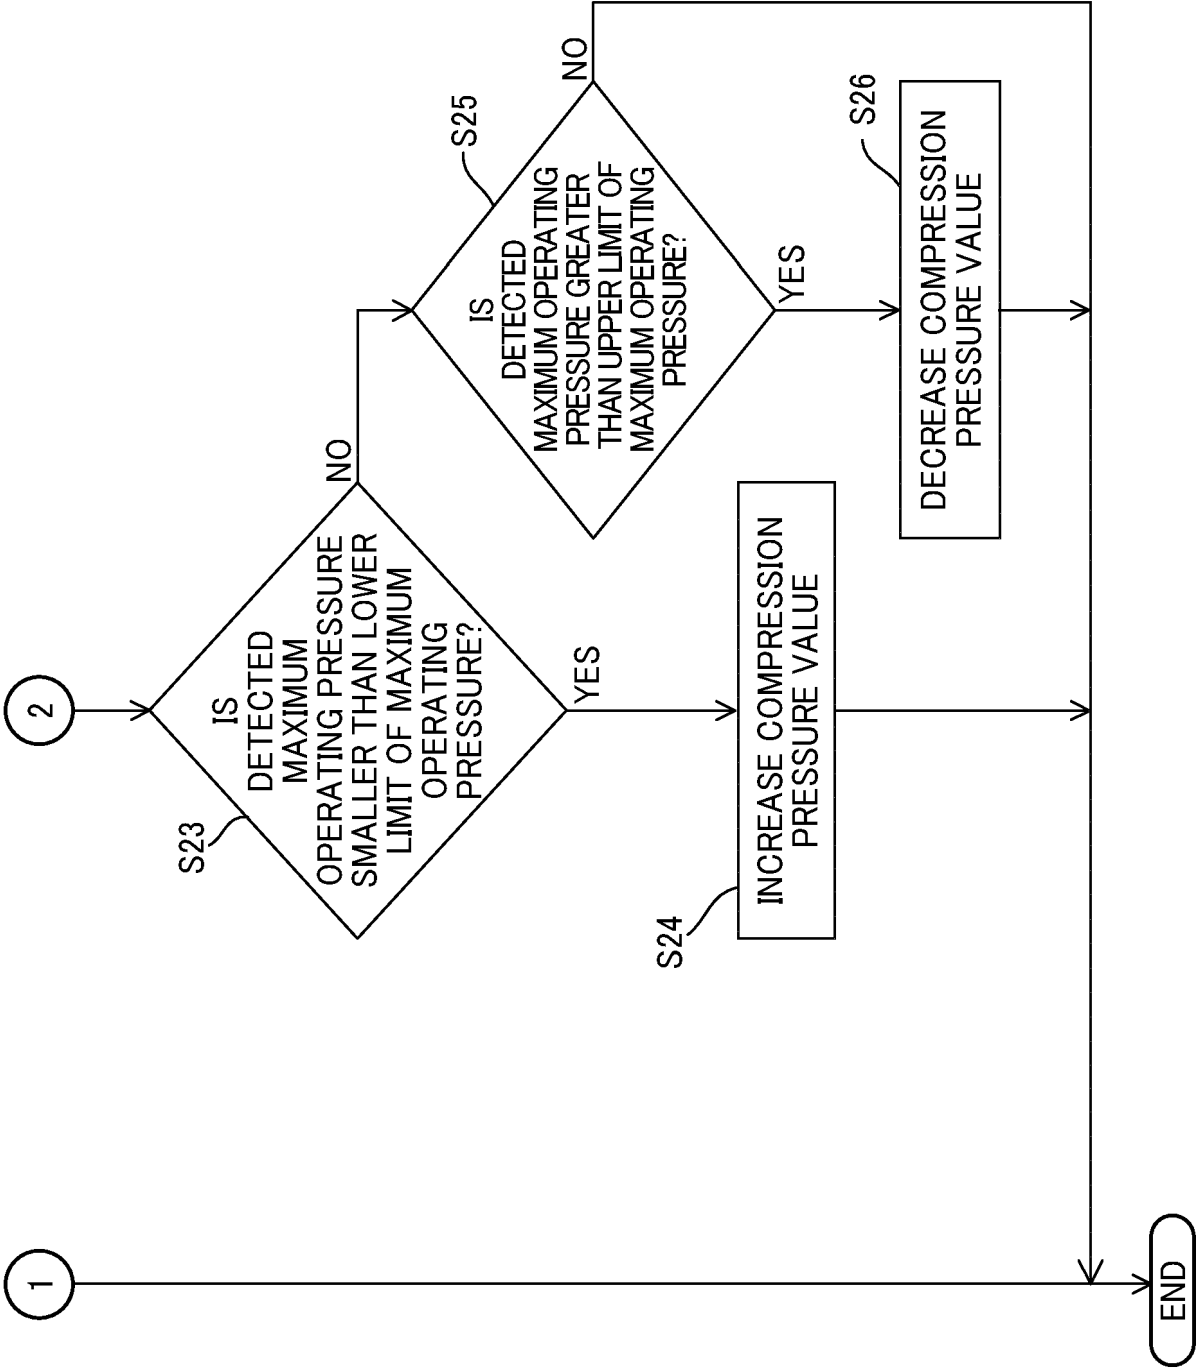 1
2
S23
IS
DETECTED
MAXIMUM
OPERATING PRESSURE
SMALLER THAN LOWER
LIMIT OF MAXIMUM
OPERATING
PRESSURE?
NO
YES
S24
INCREASE COMPRESSION
PRESSURE VALUE
S25
IS
DETECTED
MAXIMUM OPERATING
PRESSURE GREATER
THAN UPPER LIMIT OF
MAXIMUM OPERATING
PRESSURE?
NO
YES
S26
DECREASE COMPRESSION
PRESSURE VALUE
END